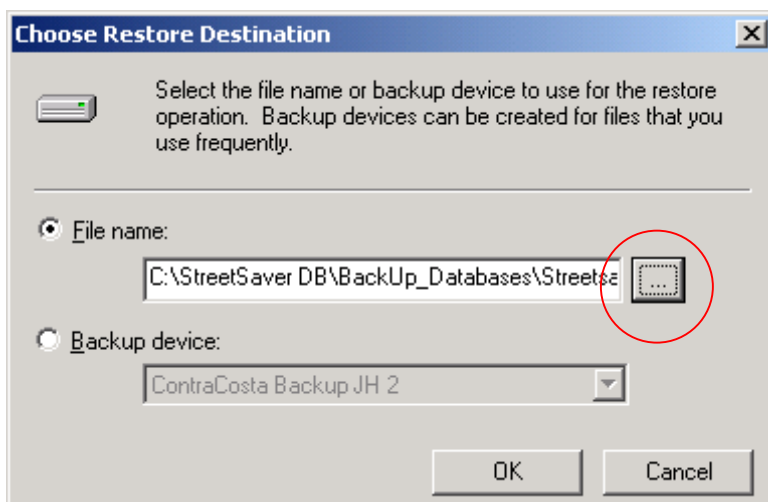 Choose Restore Destination
Select the file name or backup device to use for the restore
operation. Backup devices can be created for files that you
use frequently.
File name:
C:\StreetSaver DB\BackUp_Databases\Streetsa
...
Backup device:
ContraCosta Backup JH 2
OK Cancel